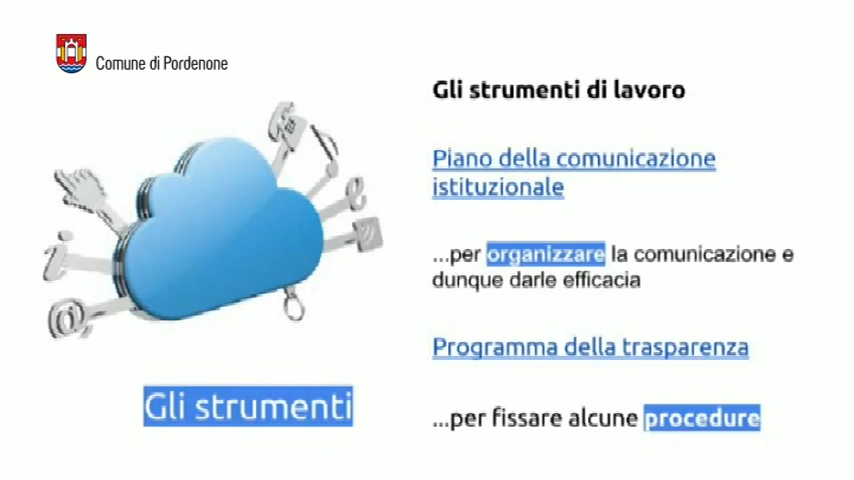 Comune di Pordenone
Gli strumenti di lavoro
Piano della comunicazione
istituzionale
...per organizzare la comunicazione e
dunque darle efficacia
Programma della trasparenza
...per fissare alcune procedure
Gli strumenti